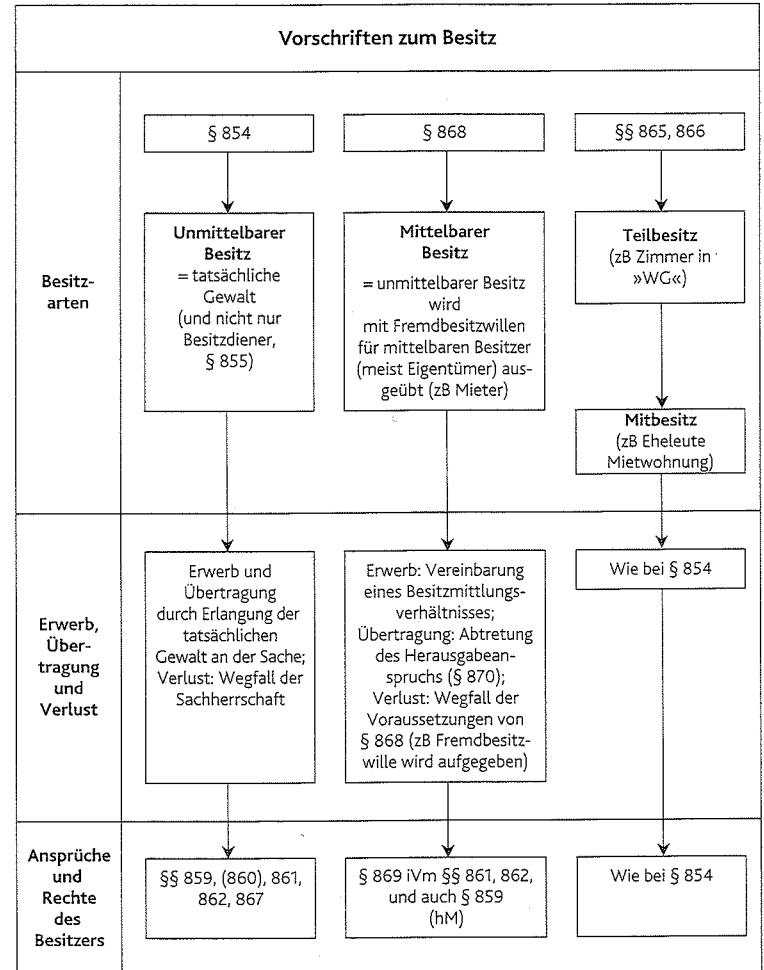 Vorschriften zum Besitz
Besitz-
arten
§ 854
Unmittelbarer
Besitz
= tatsächliche
Gewalt
(und nicht nur
Besitzdiener,
§ 855)
§ 868
Mittelbarer
Besitz
= unmittelbarer Besitz
wird
mit Fremdbesitzwillen
für mittelbaren Besitzer
(meist Eigentümer) aus-
geübt (zB Mieter)
§§ 865, 866
Teilbesitz
(zB Zimmer in
»WG«)
Mitbesitz
(zB Eheleute
Mietwohnung)
Erwerb,
Über-
tragung
und
Verlust
Erwerb und
Übertragung
durch Erlangung der
tatsächlichen
Gewalt an der Sache;
Verlust: Wegfall der
Sachherrschaft
Erwerb: Vereinbarung
eines Besitzmittlungs-
verhältnisses;
Übertragung: Abtretung
des Herausgabean-
spruchs (§ 870);
Verlust: Wegfall der
Voraussetzungen von
§ 868 (zB Fremdbesitz-
wille wird aufgegeben)
Wie bei § 854
Ansprüche
und
Rechte
des
Besitzers
§§ 859, (860), 861,
862, 867
§ 869 iVm §§ 861, 862,
und auch § 859
(hM)
Wie bei § 854